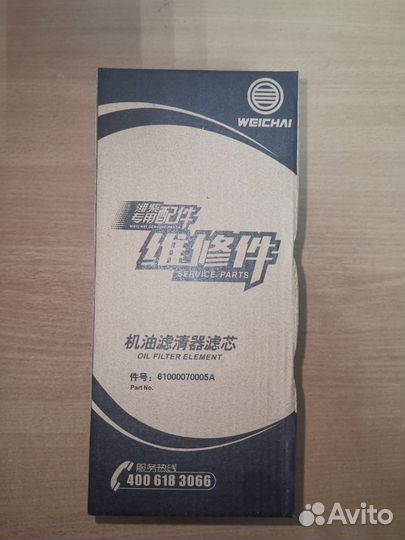 WEICHAI
潍柴
专用配件
WEICHAI GENUINE PARTS
维修件
SERVICE PARTS
机油滤清器滤芯
OIL FILTER ELEMENT
件号：61000070005A
Part No.
服务热线
400 618 3066
Avito